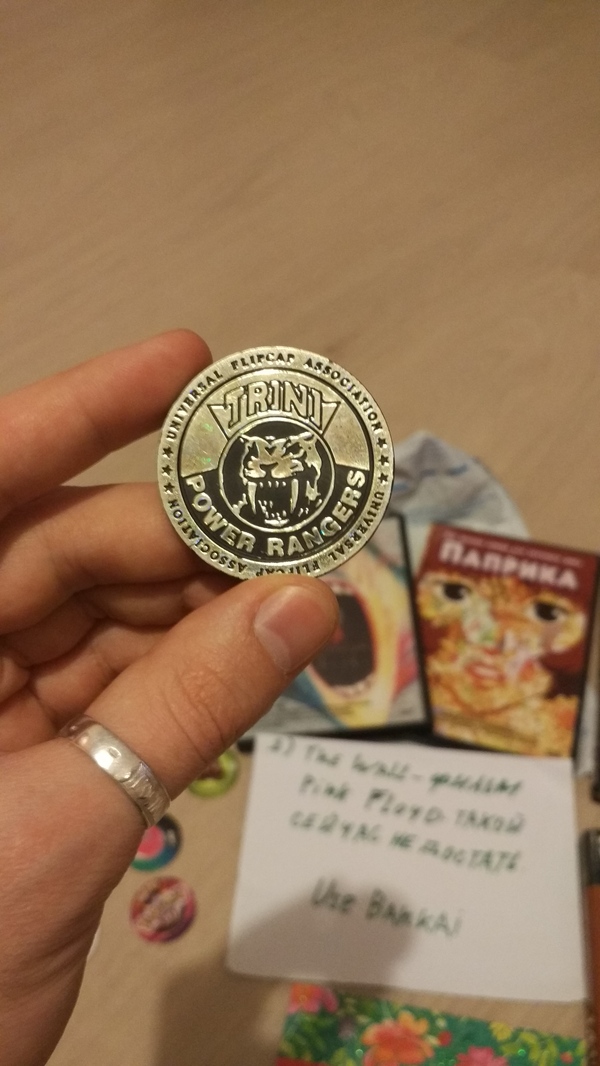 UNIVERSAL FLIPCAP ASSOCIATION
TRINI
POWER RANGERS
UNIVERSAL FLIPCAP ASSOCIATION
ПАПРИКА
2) The Wall - фильм
Pink Floyd. ТАКОЙ
СЕЙЧАС НЕ ДОСТАТЬ.
Use BANKAI